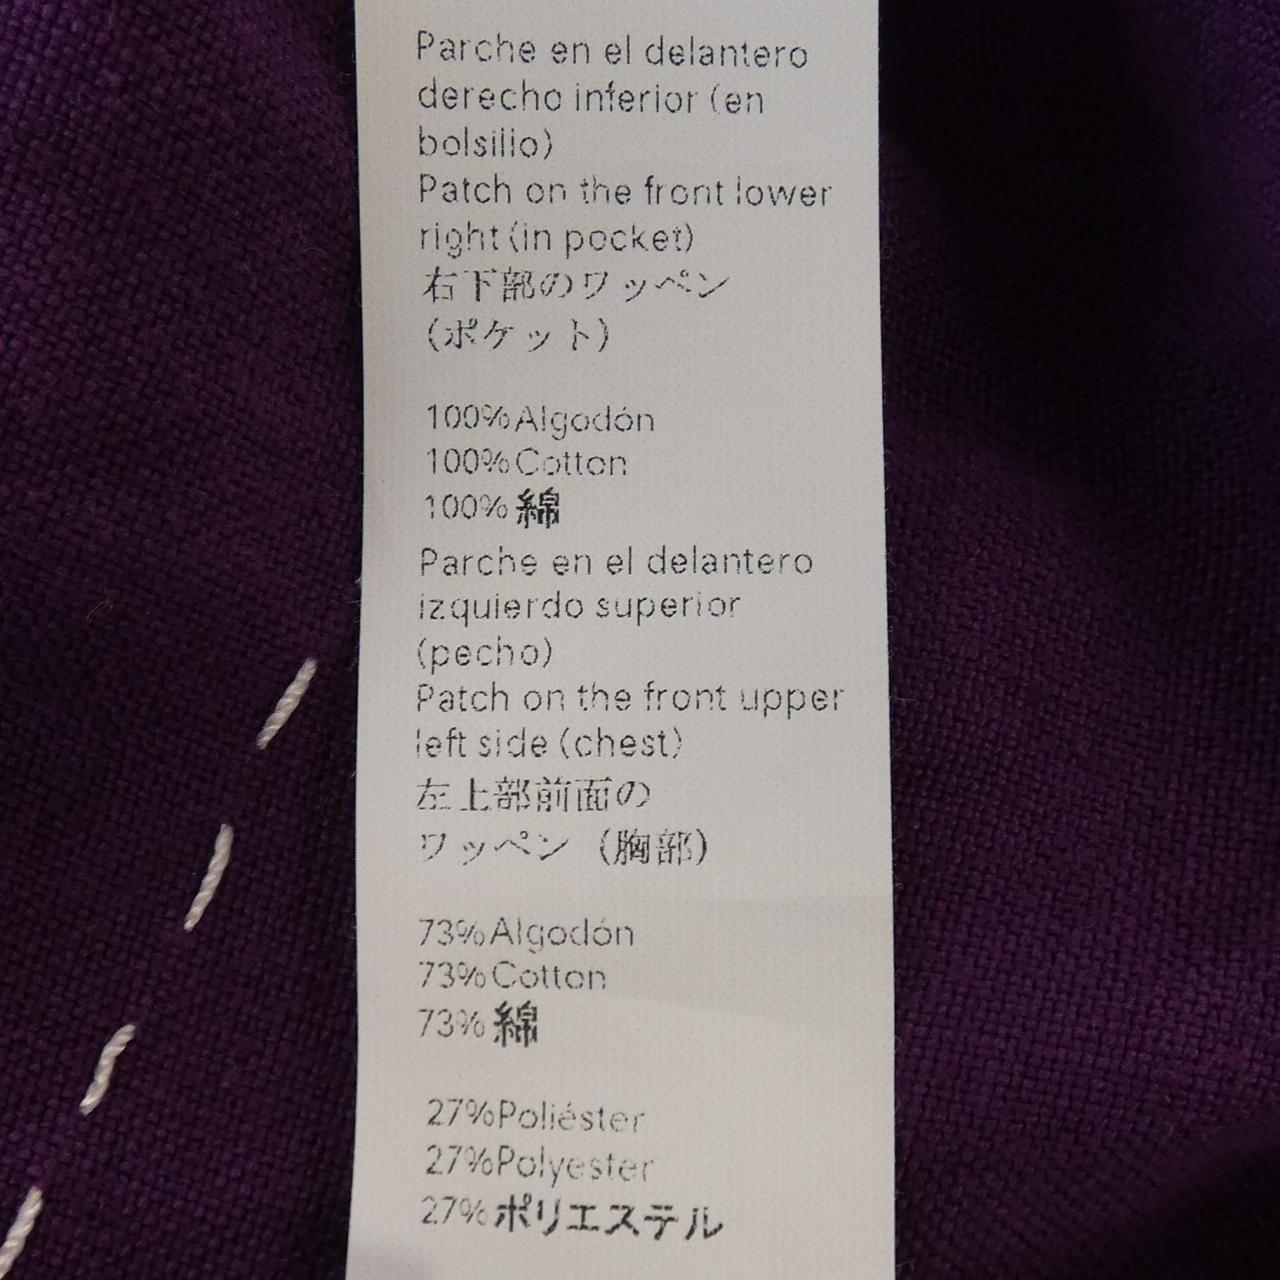 Parche en el delantero
derecho inferior (en
bolsillo)
Patch on the front lower
right (in pocket)
右下部のワッペン
（ポケット）
100% Algodón
100% Cotton
100% 綿
Parche en el delantero
izquierdo superior
(pecho)
Patch on the front upper
left side (chest)
左上部前面の
ワッペン（胸部）
73% Algodón
73% Cotton
73% 綿
27% Poliéster
27% Polyester
27% ポリエステル